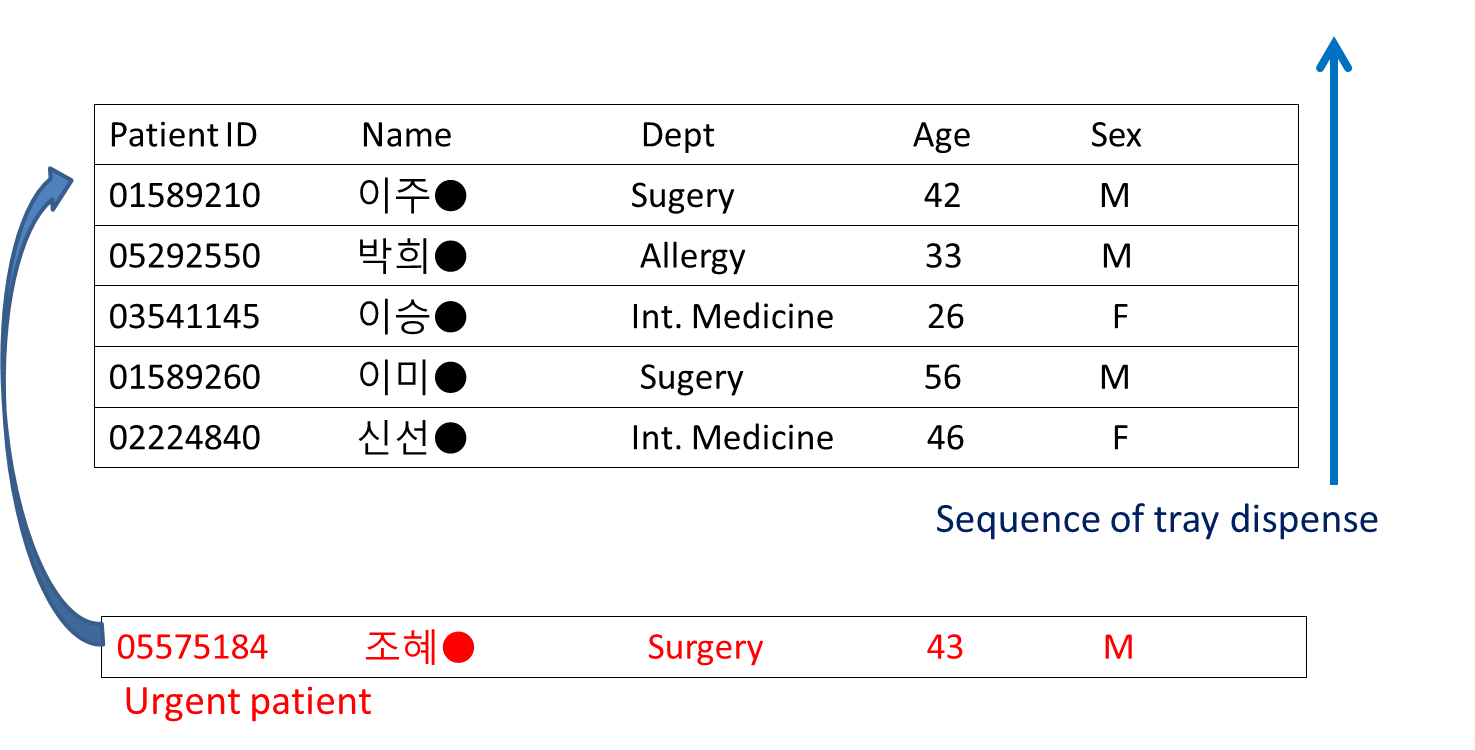 Patient ID Name Dept Age Sex
01589210 이주● Sugery 42 M
05292550 박희● Allergy 33 M
03541145 이승● Int. Medicine 26 F
01589260 이미● Sugery 56 M
02224840 신선● Int. Medicine 46 F
Sequence of tray dispense
05575184 조혜● Surgery 43 M
Urgent patient